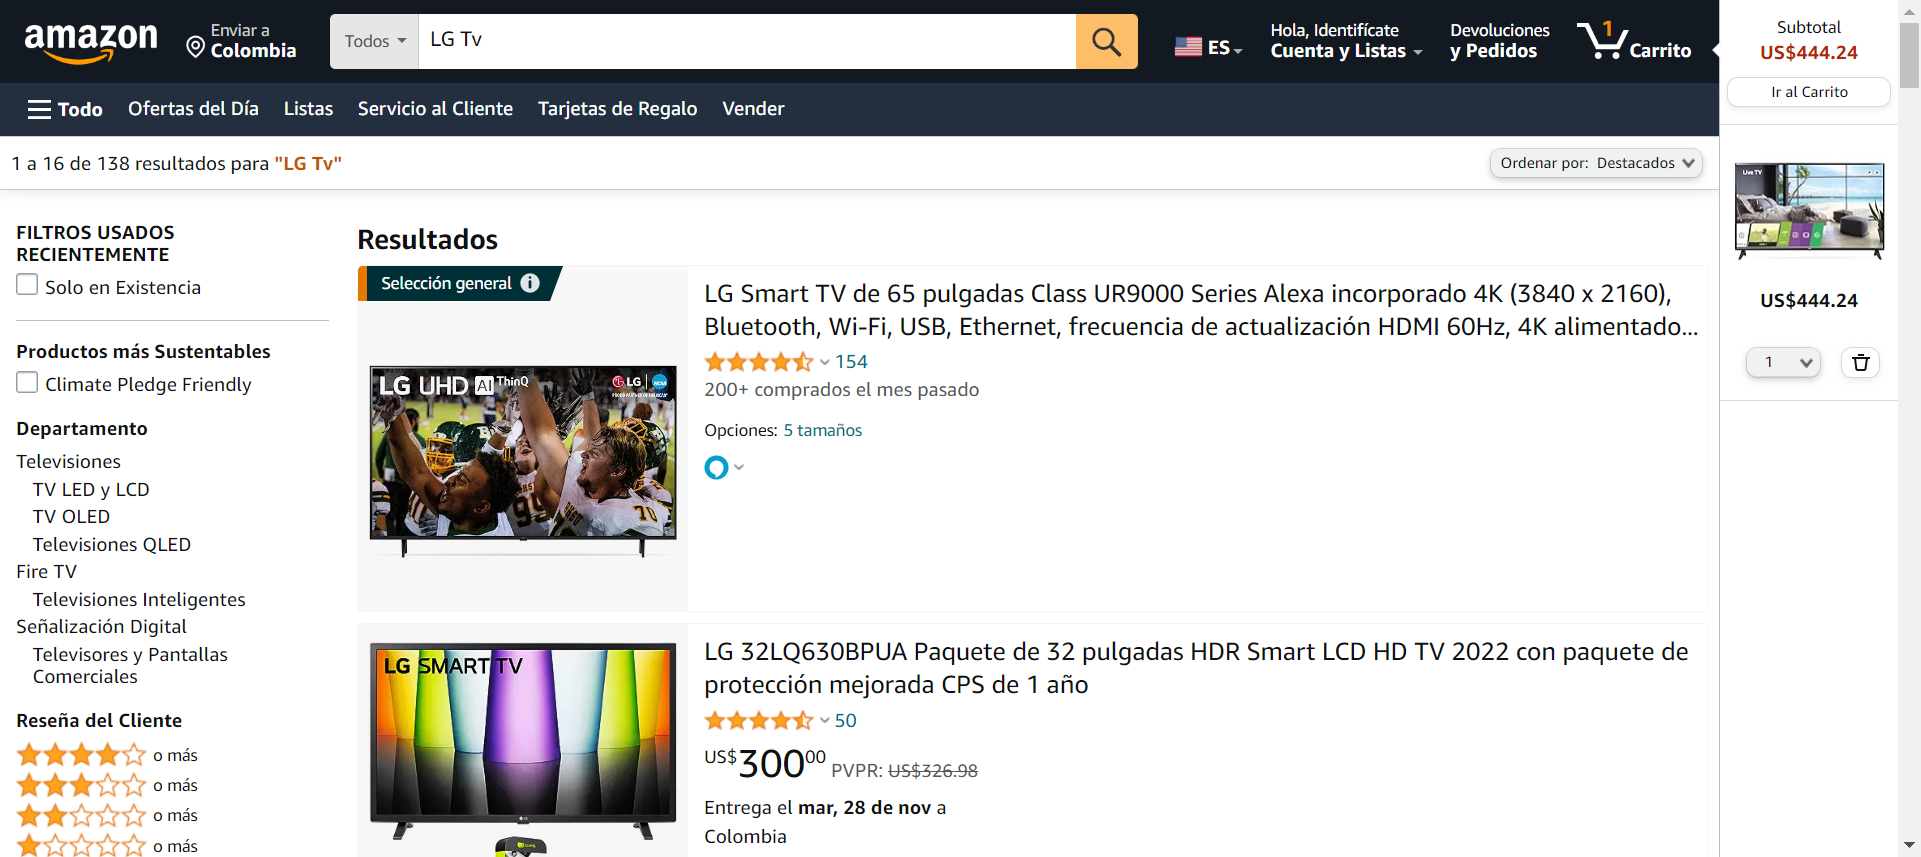 amazon
Enviar a
Colombia
Todos
LG Tv
ES
Hola, Identifícate
Cuenta y Listas
Devoluciones
y Pedidos
1
Carrito
Subtotal
US$444.24
Ir al Carrito
Todo
Ofertas del Día
Listas
Servicio al Cliente
Tarjetas de Regalo
Vender
1 a 16 de 138 resultados para "LG Tv"
Ordenar por: Destacados
Live TV
US$444.24
1
FILTROS USADOS
RECIENTEMENTE
Solo en Existencia
Productos más Sustentables
Climate Pledge Friendly
Departamento
Televisiones
TV LED y LCD
TV OLED
Televisiones QLED
Fire TV
Televisiones Inteligentes
Señalización Digital
Televisores y Pantallas
Comerciales
Reseña del Cliente
o más
o más
o más
o más
Resultados
Selección general
LG UHD AI ThinQ
LG
70
LG Smart TV de 65 pulgadas Class UR9000 Series Alexa incorporado 4K (3840 x 2160),
Bluetooth, Wi-Fi, USB, Ethernet, frecuencia de actualización HDMI 60Hz, 4K alimentado...
154
200+ comprados el mes pasado
Opciones: 5 tamaños
LG SMART TV
LG 32LQ630BPUA Paquete de 32 pulgadas HDR Smart LCD HD TV 2022 con paquete de
protección mejorada CPS de 1 año
50
US$30000 PVPR: US$326.98
Entrega el mar, 28 de nov a
Colombia